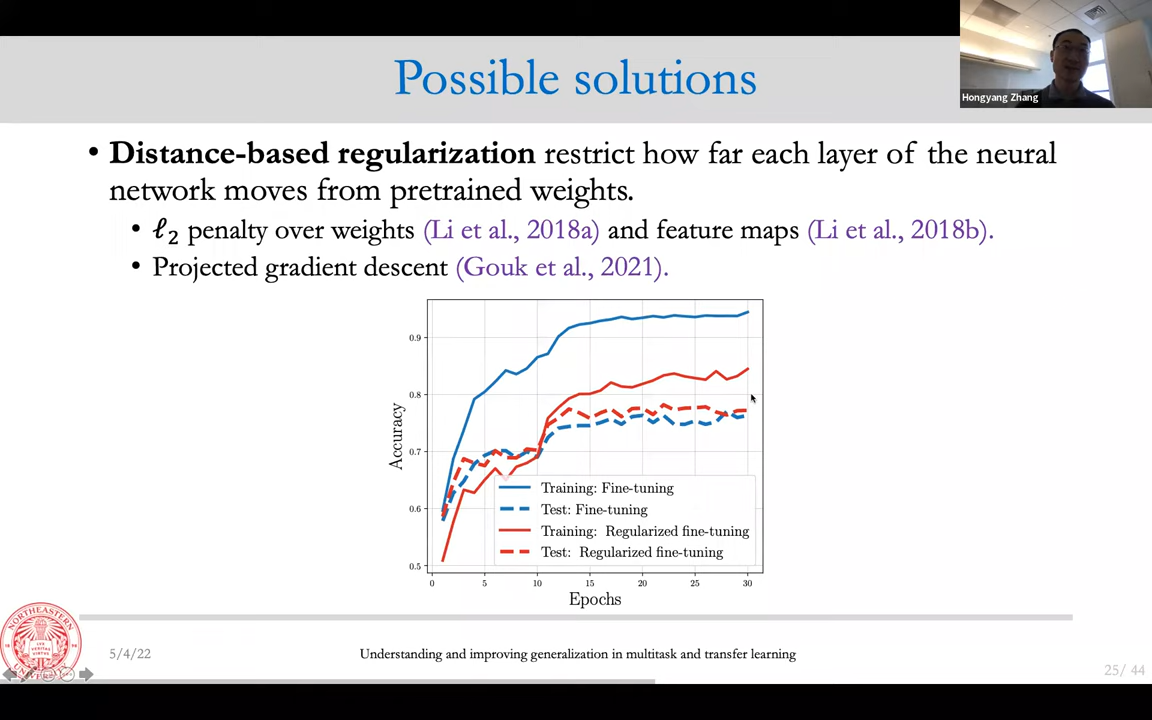 Possible solutions
Hongyang Zhang
• Distance-based regularization restrict how far each layer of the neural
network moves from pretrained weights.
• ℓ₂ penalty over weights (Li et al., 2018a) and feature maps (Li et al., 2018b).
• Projected gradient descent (Gouk et al., 2021).
0.9
0.8
0.7
0.6
0.5
Accuracy
Training: Fine-tuning
Test: Fine-tuning
Training: Regularized fine-tuning
Test: Regularized fine-tuning
0 5 10 15 20 25 30
Epochs
NORTHEASTERN
UNIVERSITY
5/4/22
Understanding and improving generalization in multitask and transfer learning
25/ 44